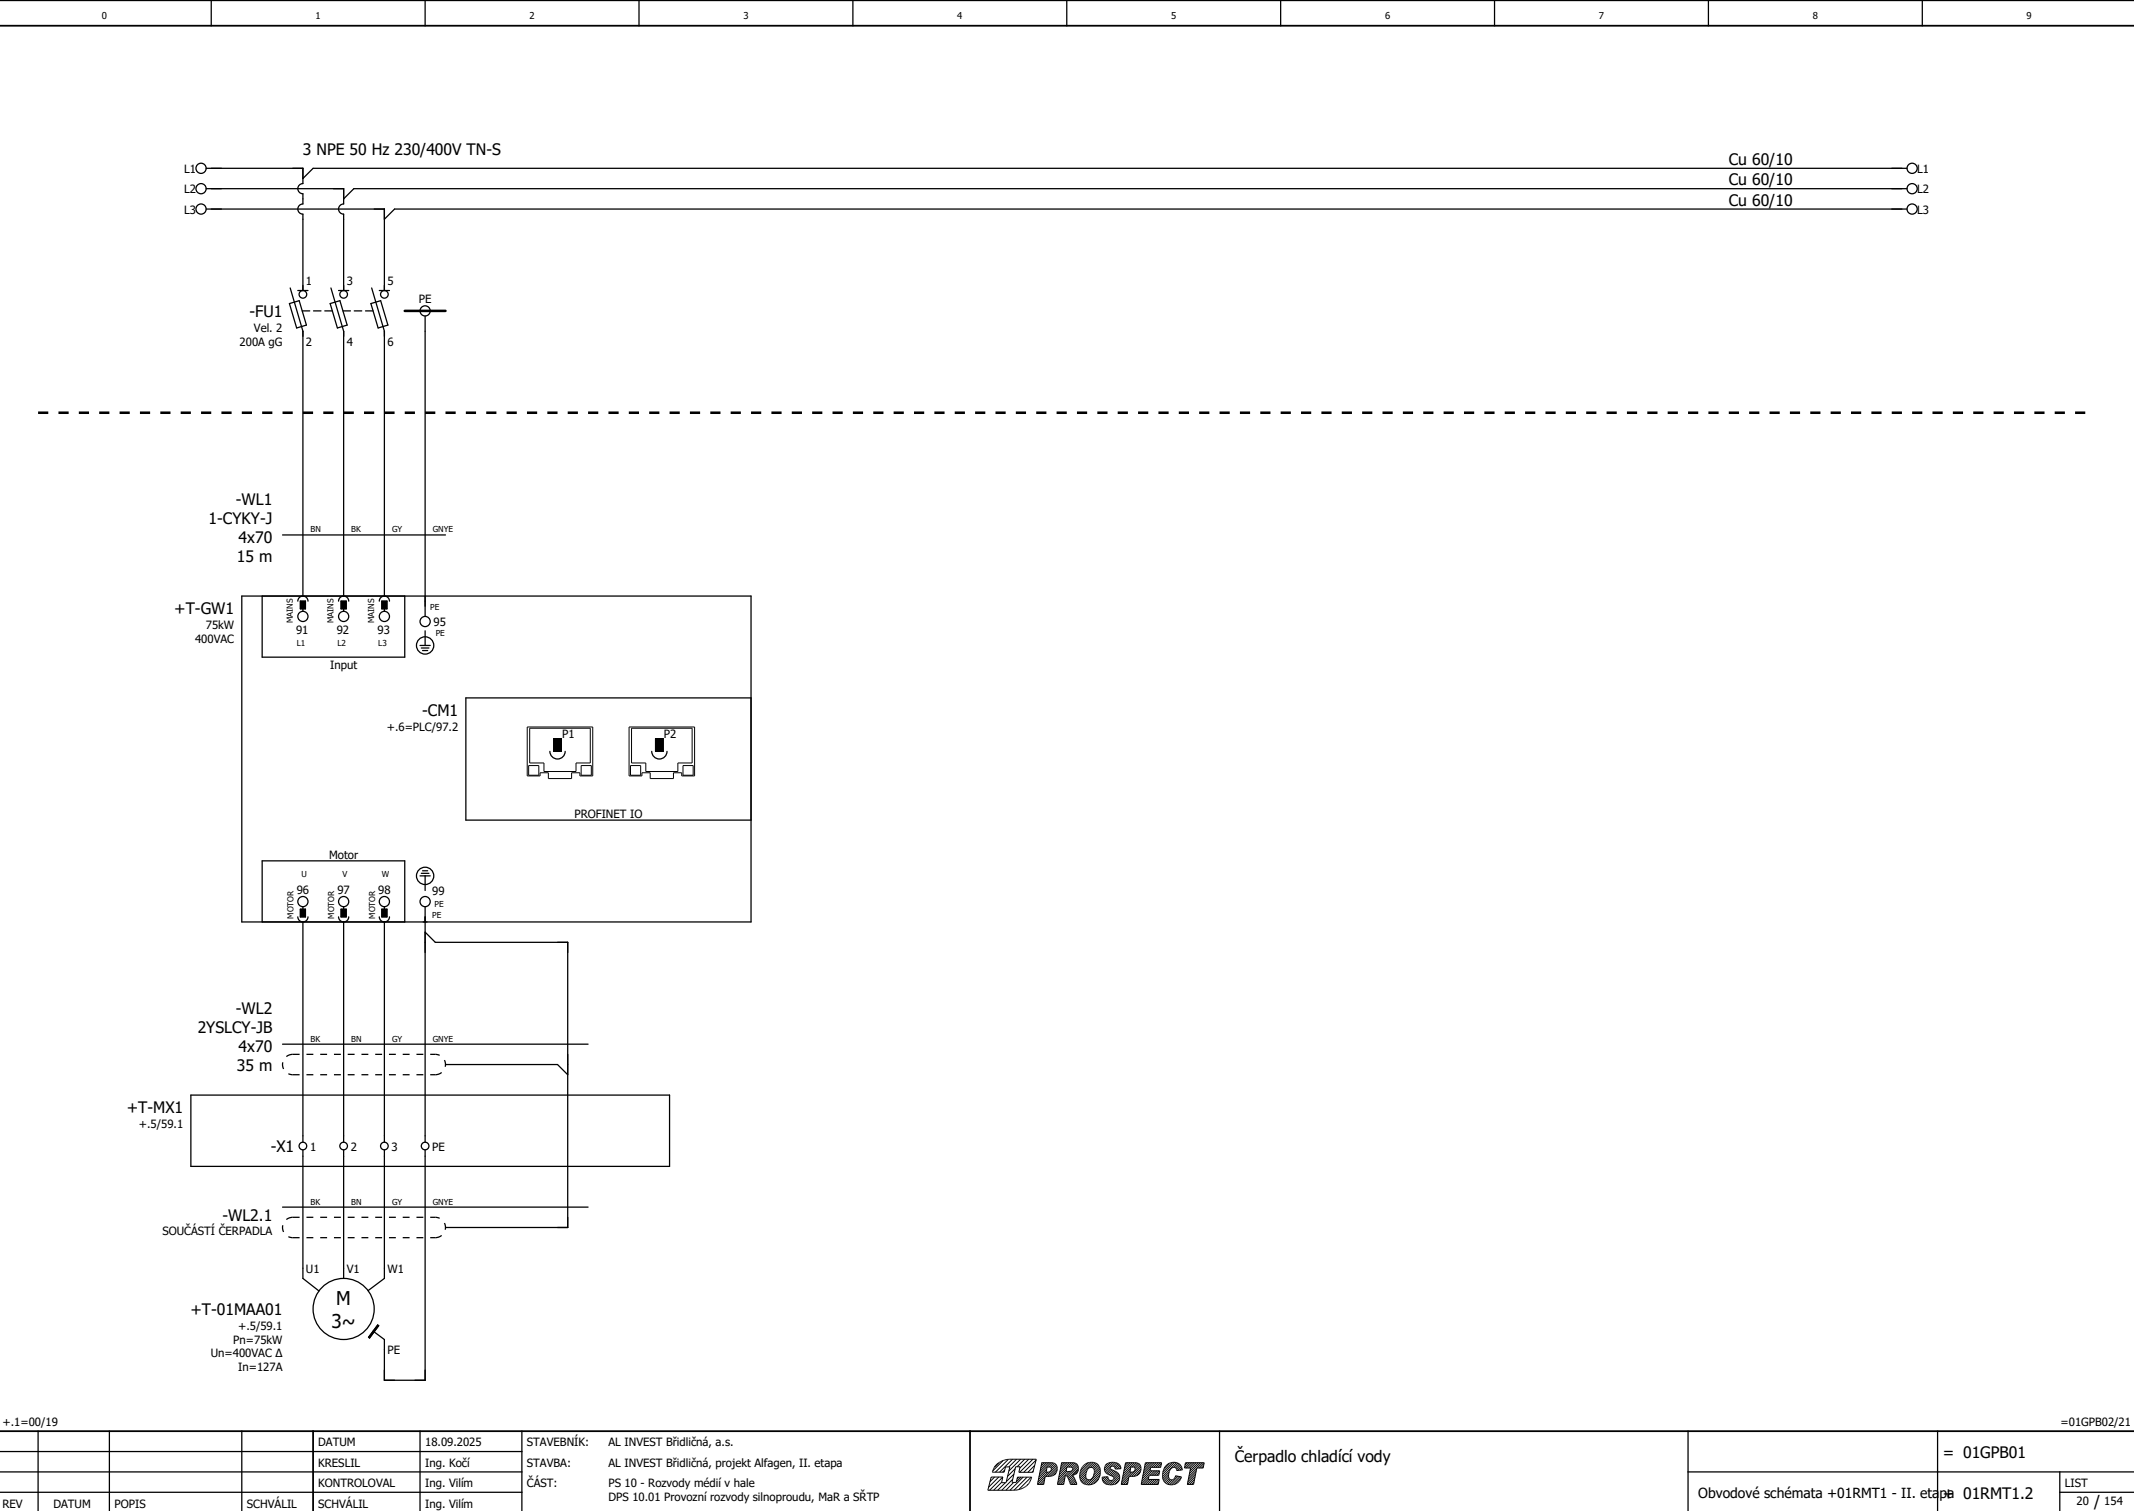 0 1 2 3 4 5 6 7 8 9
3 NPE 50 Hz 230/400V TN-S
L1 Cu 60/10 L1
L2 Cu 60/10 L2
L3 Cu 60/10 L3
1 3 5
-FU1 PE
Vel. 2
200A gG 2 4 6
-WL1
1-CYKY-J
4x70 BN BK GY GNYE
15 m
+T-GW1 MAINS MAINS MAINS PE
75kW 91 92 93 95
400VAC L1 L2 L3 PE
Input
-CM1
+.6=PLC/97.2 P1 P2
PROFINET IO
Motor
U V W
MOTOR 96 MOTOR 97 MOTOR 98 99
PE
PE
-WL2
2YSLCY-JB
4x70 BK BN GY GNYE
35 m
+T-MX1
+.5/59.1
-X1 1 2 3 PE
BK BN GY GNYE
-WL2.1
SOUČÁSTÍ ČERPADLA
U1 V1 W1
M
3~
+T-01MAA01
+.5/59.1
Pn=75kW
Un=400VAC Δ PE
In=127A
+.1=00/19 =01GPB02/21
DATUM 18.09.2025 STAVEBNÍK: AL INVEST Břidličná, a.s.
KRESLIL Ing. Kočí STAVBA: AL INVEST Břidličná, projekt Alfagen, II. etapa
KONTROLOVAL Ing. Vilím ČÁST: PS 10 - Rozvody médií v hale
DPS 10.01 Provozní rozvody silnoproudu, MaR a SŘTP
REV DATUM POPIS SCHVÁLIL SCHVÁLIL Ing. Vilím
PROSPECT
Čerpadlo chladící vody
= 01GPB01
Obvodové schémata +01RMT1 - II. etapa + 01RMT1.2
LIST
20 / 154